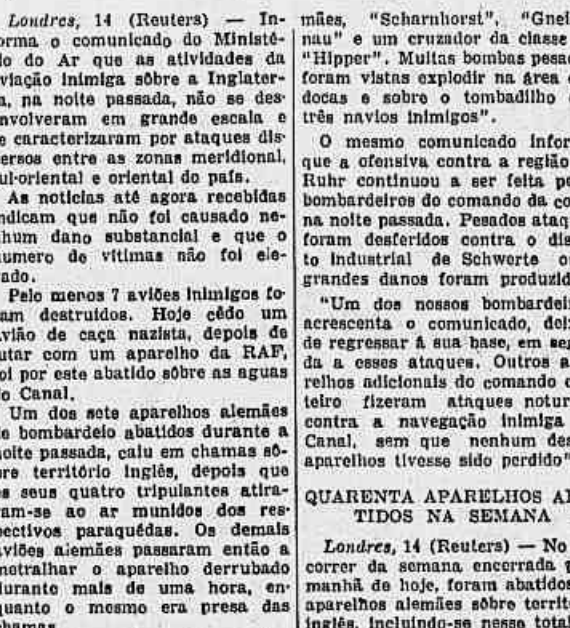 Londres, 14 (Reuters) — In-
orma o comunicado do Ministé-
io do Ar que as atividades da
viação inimiga sôbre a Inglater-
a, na noite passada, não se des-
nvolveram em grande escala e
e caracterizaram por ataques dis-
ersos entre as zonas meridional,
ul-oriental e oriental do país.
As noticias até agora recebidas
ndicam que não foi causado ne-
hum dano substancial e que o
umero de vitimas não foi ele-
ado.
Pelo menos 7 aviões inimigos fo-
am destruidos. Hoje cêdo um
vião de caça nazista, depois de
utar com um aparelho da RAF,
oi por este abatido sôbre as aguas
o Canal.
Um dos sete aparelhos alemães
e bombardeio abatidos durante a
oite passada, caiu em chamas sô-
re território inglês, depois que
s seus quatro tripulantes atira-
am-se ao ar munidos dos res-
pectivos paraquêdas. Os demais
viões alemães passaram então a
metralhar o aparelho derrubado
durante mais de uma hora, en-
quanto o mesmo era presa das
chamas.
mães, "Scharnhorst", "Gnei
nau" e um cruzador da classe
"Hipper". Muitas bombas pesad
foram vistas explodir na área d
docas e sobre o tombadilho d
três navios inimigos".
O mesmo comunicado infor
que a ofensiva contra a região
Ruhr continuou a ser feita pe
bombardeiros do comando da co
na noite passada. Pesados ataq
foram desferidos contra o dis
to industrial de Schwerte on
grandes danos foram produzid
"Um dos nossos bombardei
acrescenta o comunicado, dei
de regressar á sua base, em seg
da a esses ataques. Outros a
relhos adicionais do comando c
teiro fizeram ataques notur
contra a navegação inimiga
Canal, sem que nenhum des
aparelhos tivesse sido perdido"
QUARENTA APARELHOS A
TIDOS NA SEMANA
Londres, 14 (Reuters) — No
correr da semana encerrada
manhã de hoje, foram abatidos
aparelhos alemães sôbre territ
inglês, incluindo-se nesse total